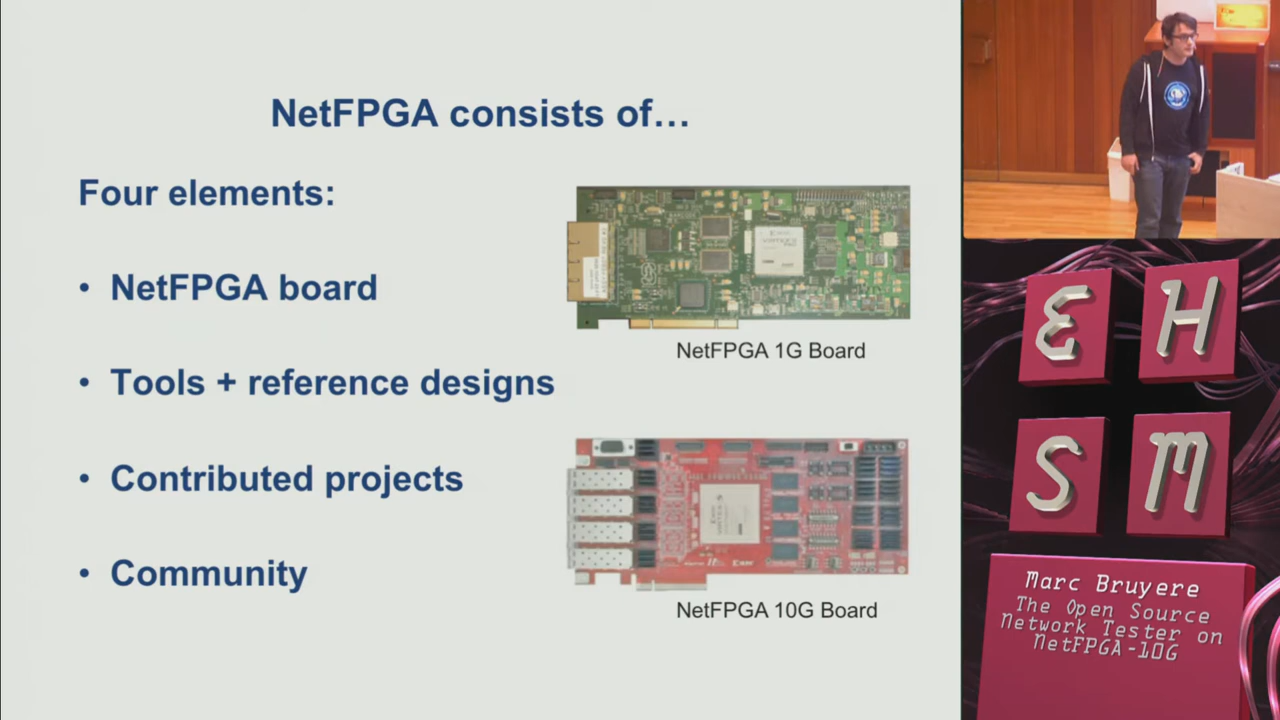 NetFPGA consists of…
Four elements:
• NetFPGA board
• Tools + reference designs
• Contributed projects
• Community
NetFPGA 1G Board
NetFPGA 10G Board
E H
S M
Marc Bruyere
The Open Source
Network Tester on
NetFPGA-10G